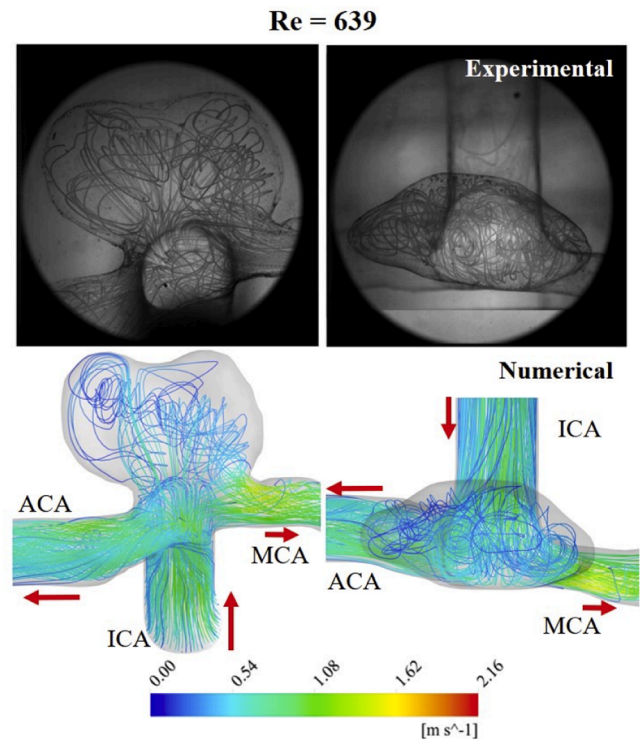 Re = 639
Experimental
Numerical
ACA
MCA
ICA
ICA
ACA
MCA
0.00
0.54
1.08
1.62
2.16
[m s^-1]